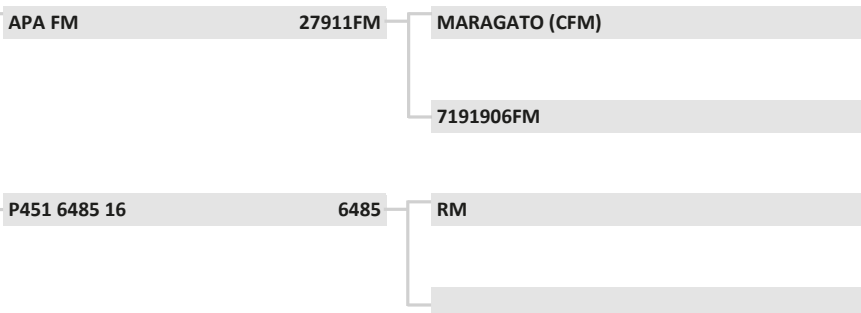 APA FM 27911FM MARAGATO (CFM)
7191906FM
P451 6485 16 6485 RM